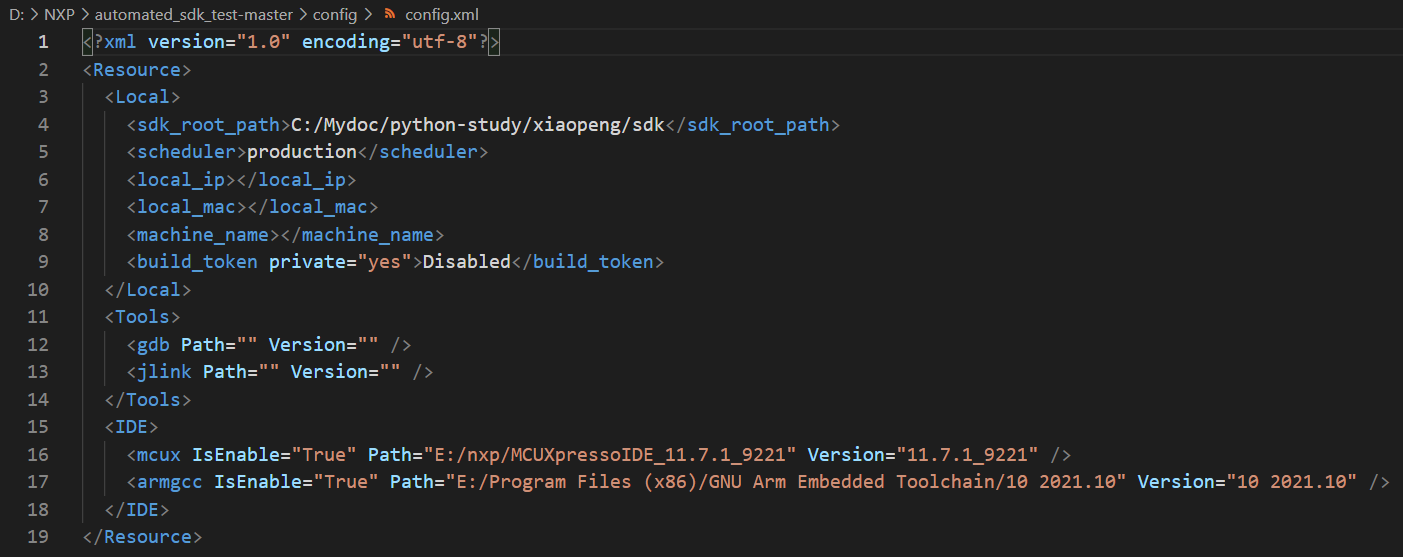 D: > NXP > automated_sdk_test-master > config > config.xml
1 <?xml version="1.0" encoding="utf-8"?>
2 <Resource>
3 <Local>
4 <sdk_root_path>C:/Mydoc/python-study/xiaopeng/sdk</sdk_root_path>
5 <scheduler>production</scheduler>
6 <local_ip></local_ip>
7 <local_mac></local_mac>
8 <machine_name></machine_name>
9 <build_token private="yes">Disabled</build_token>
10 </Local>
11 <Tools>
12 <gdb Path="" Version="" />
13 <jlink Path="" Version="" />
14 </Tools>
15 <IDE>
16 <mcux IsEnable="True" Path="E:/nxp/MCUXpressoIDE_11.7.1_9221" Version="11.7.1_9221" />
17 <armgcc IsEnable="True" Path="E:/Program Files (x86)/GNU Arm Embedded Toolchain/10 2021.10" Version="10 2021.10" />
18 </IDE>
19 </Resource>